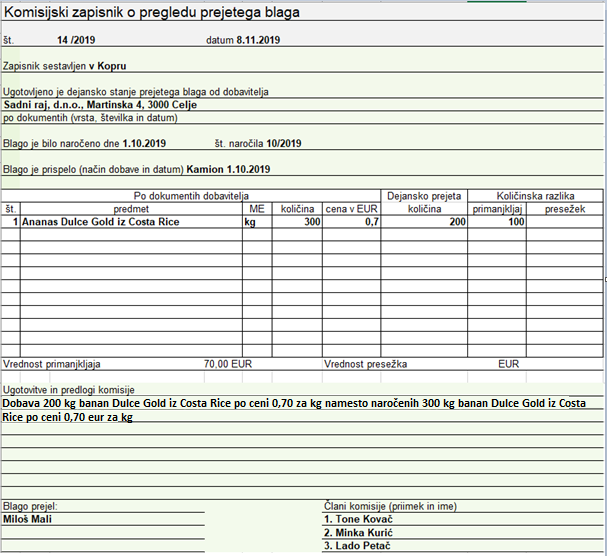 Komisijski zapisnik o pregledu prejetega blaga
št. 14 /2019 datum 8.11.2019
Zapisnik sestavljen v Kopru
Ugotovljeno je dejansko stanje prejetega blaga od dobavitelja
Sadni raj, d.n.o., Martinska 4, 3000 Celje
po dokumentih (vrsta, številka in datum)
Blago je bilo naročeno dne 1.10.2019 št. naročila 10/2019
Blago je prispelo (način dobave in datum) Kamion 1.10.2019
Po dokumentih dobavitelja Dejansko prejeta Količinska razlika
št. predmet ME količina cena v EUR količina primanjkljaj presežek
1 Ananas Dulce Gold iz Costa Rice kg 300 0,7 200 100
Vrednost primanjkljaja 70,00 EUR Vrednost presežka EUR
Ugotovitve in predlogi komisije
Dobava 200 kg banan Dulce Gold iz Costa Rice po ceni 0,70 za kg namesto naročenih 300 kg banan Dulce Gold iz Costa
Rice po ceni 0,70 eur za kg
Blago prejel: Člani komisije (priimek in ime)
Miloš Mali 1. Tone Kovač
2. Minka Kurić
3. Lado Petač